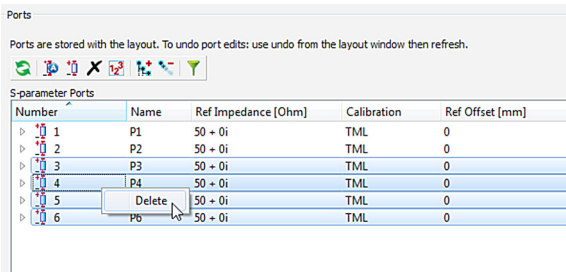 Ports
Ports are stored with the layout. To undo port edits: use undo from the layout window then refresh.
S-parameter Ports
Number Name Ref Impedance [Ohm] Calibration Ref Offset [mm]
1 P1 50 + 0i TML 0
2 P2 50 + 0i TML 0
3 P3 50 + 0i TML 0
4 P4 50 + 0i TML 0
5 Delete 50 + 0i TML 0
6 P6 50 + 0i TML 0